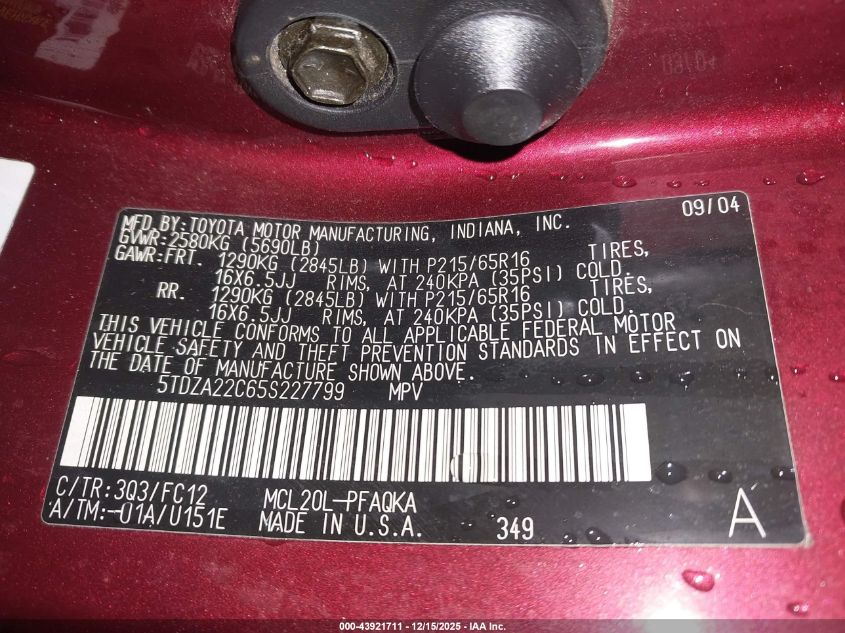 MFD BY: TOYOTA MOTOR MANUFACTURING, INDIANA, INC. 09/04
GVWR: 2580KG (5690LB)
GAWR: FRT. 1290KG (2845LB) WITH P215/65R16 TIRES,
16X6.5JJ RIMS, AT 240KPA (35PSI) COLD.
RR. 1290KG (2845LB) WITH P215/65R16 TIRES,
16X6.5JJ RIMS, AT 240KPA (35PSI) COLD.
THIS VEHICLE CONFORMS TO ALL APPLICABLE FEDERAL MOTOR
VEHICLE SAFETY AND THEFT PREVENTION STANDARDS IN EFFECT ON
THE DATE OF MANUFACTURE SHOWN ABOVE.
5TDZA22C65S227799 MPV
C/TR: 3Q3/FC12 MCL20L-PFAQKA
A/TM: -01A/U151E MADE IN U.S.A. 349 A
000-43921711 - 12/15/2025 - IAA Inc.